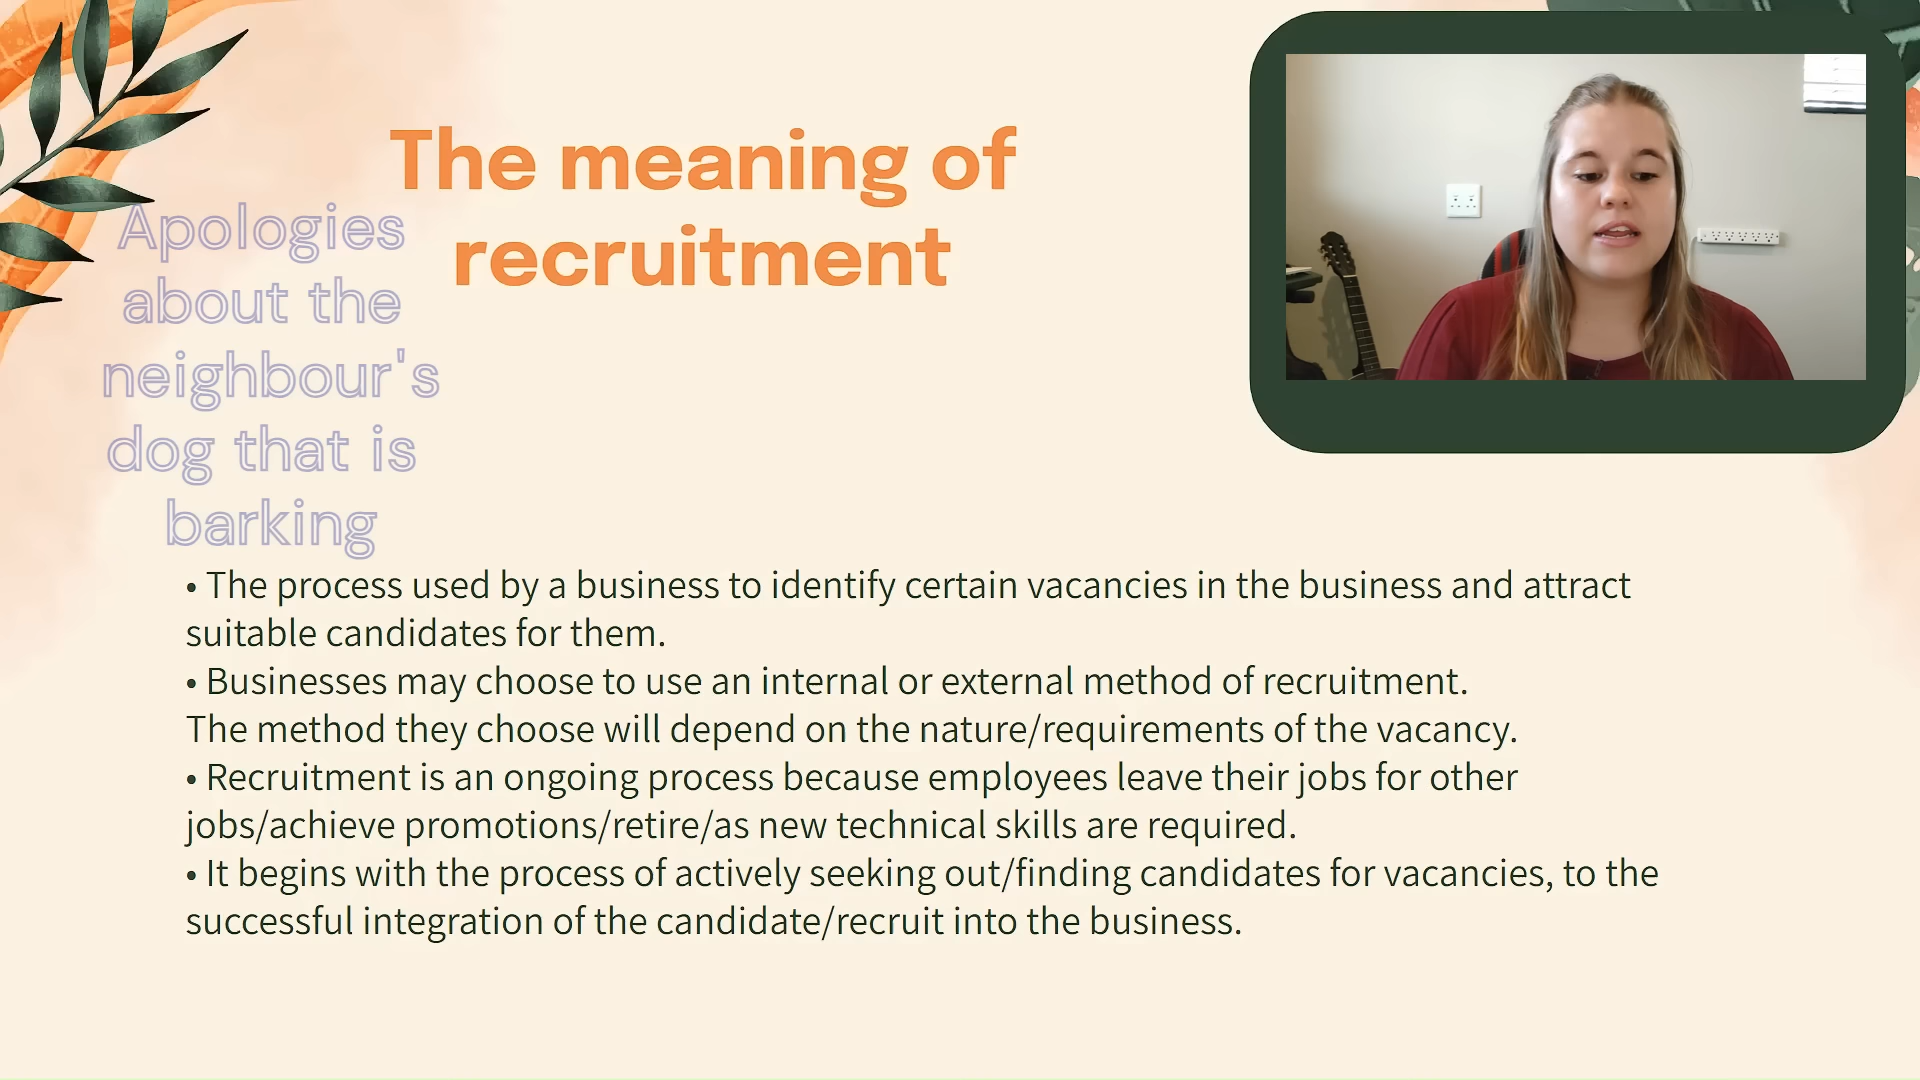 The meaning of
recruitment
Apologies
about the
neighbour's
dog that is
barking
• The process used by a business to identify certain vacancies in the business and attract
suitable candidates for them.
• Businesses may choose to use an internal or external method of recruitment.
The method they choose will depend on the nature/requirements of the vacancy.
• Recruitment is an ongoing process because employees leave their jobs for other
jobs/achieve promotions/retire/as new technical skills are required.
• It begins with the process of actively seeking out/finding candidates for vacancies, to the
successful integration of the candidate/recruit into the business.